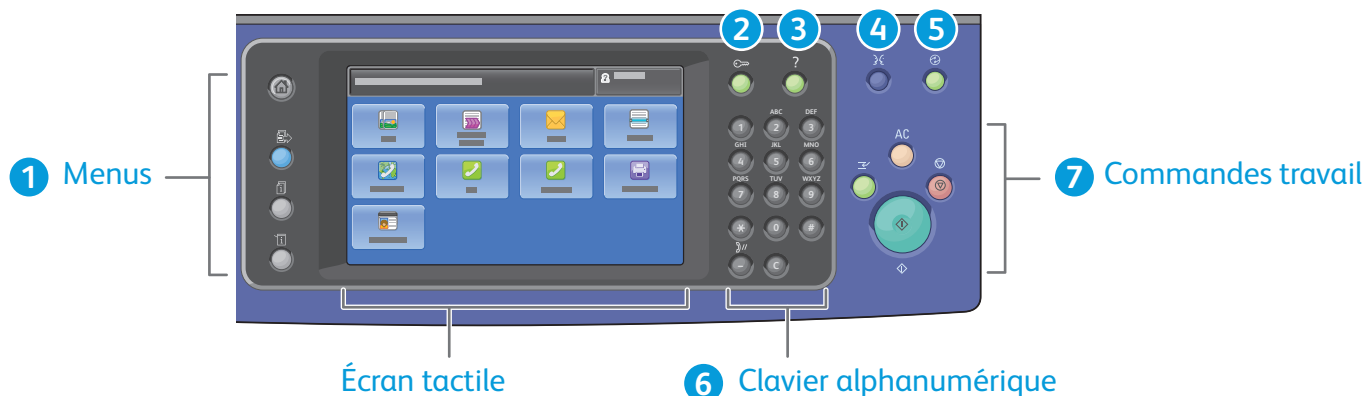 2 3 4 5
?
1 Menus
ABC DEF
1 2 3
GHI JKL MNO
4 5 6
PQRS TUV WXYZ
7 8 9
* 0 #
- C
AC
7 Commandes travail
Écran tactile
6 Clavier alphanumérique